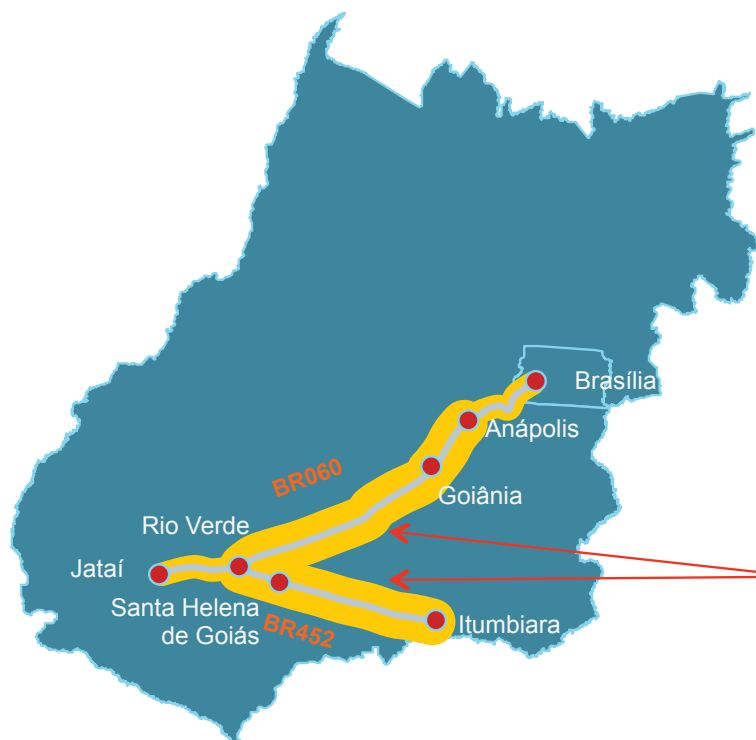 Brasília
Anápolis
BR060
Goiânia
Rio Verde
Jataí
Santa Helena
de Goiás
BR452
Itumbiara